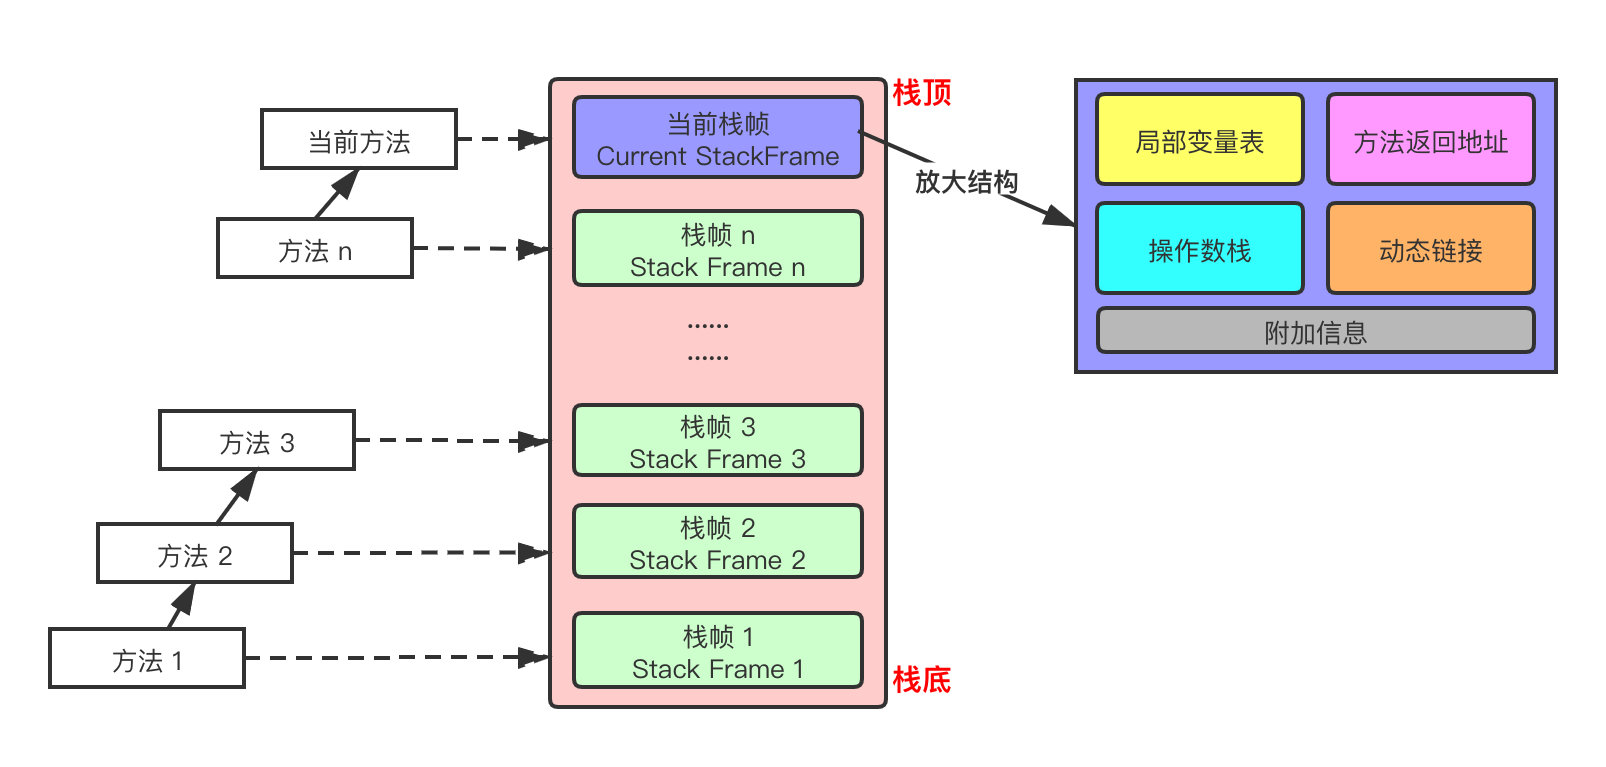 栈顶
当前方法
当前栈帧
Current StackFrame
方法 n
栈帧 n
Stack Frame n
......
......
方法 3
栈帧 3
Stack Frame 3
方法 2
栈帧 2
Stack Frame 2
方法 1
栈帧 1
Stack Frame 1
栈底
放大结构
局部变量表
方法返回地址
操作数栈
动态链接
附加信息